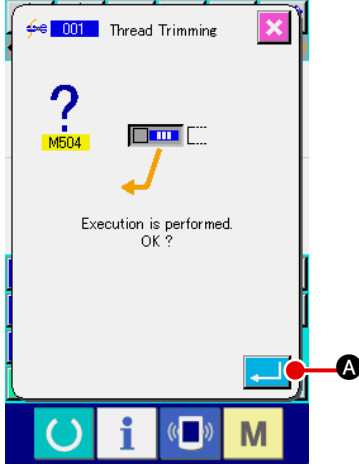 001 Thread Trimming
M504
Execution is performed.
OK ?
A
i
M